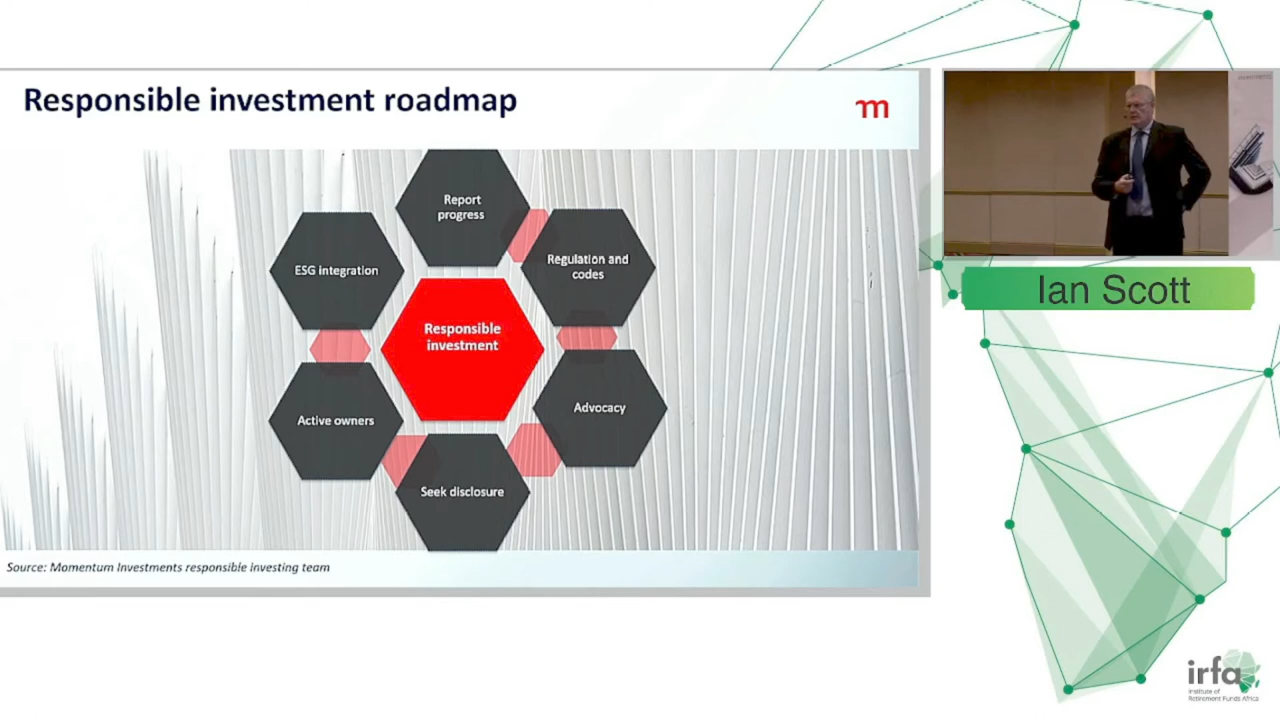 Responsible investment roadmap
m
Report
progress
ESG integration
Regulation and
codes
Responsible
investment
Active owners
Advocacy
Seek disclosure
Source: Momentum Investments responsible investing team
Ian Scott
irfa
Institute of
Retirement Funds Africa